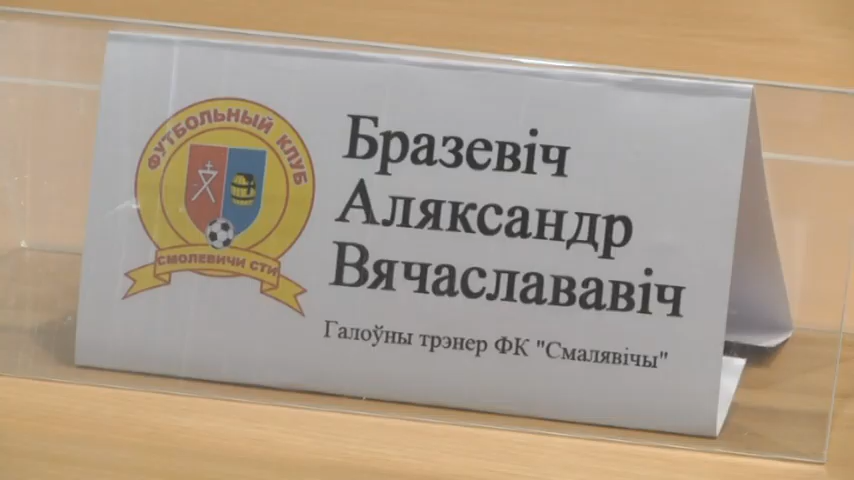 ФУТБОЛЬНЫЙ КЛУБ
СМОЛЕВИЧИ СТИ
Бразевіч
Аляксандр
Вячаслававіч
Галоўны трэнер ФК "Смалявічы"